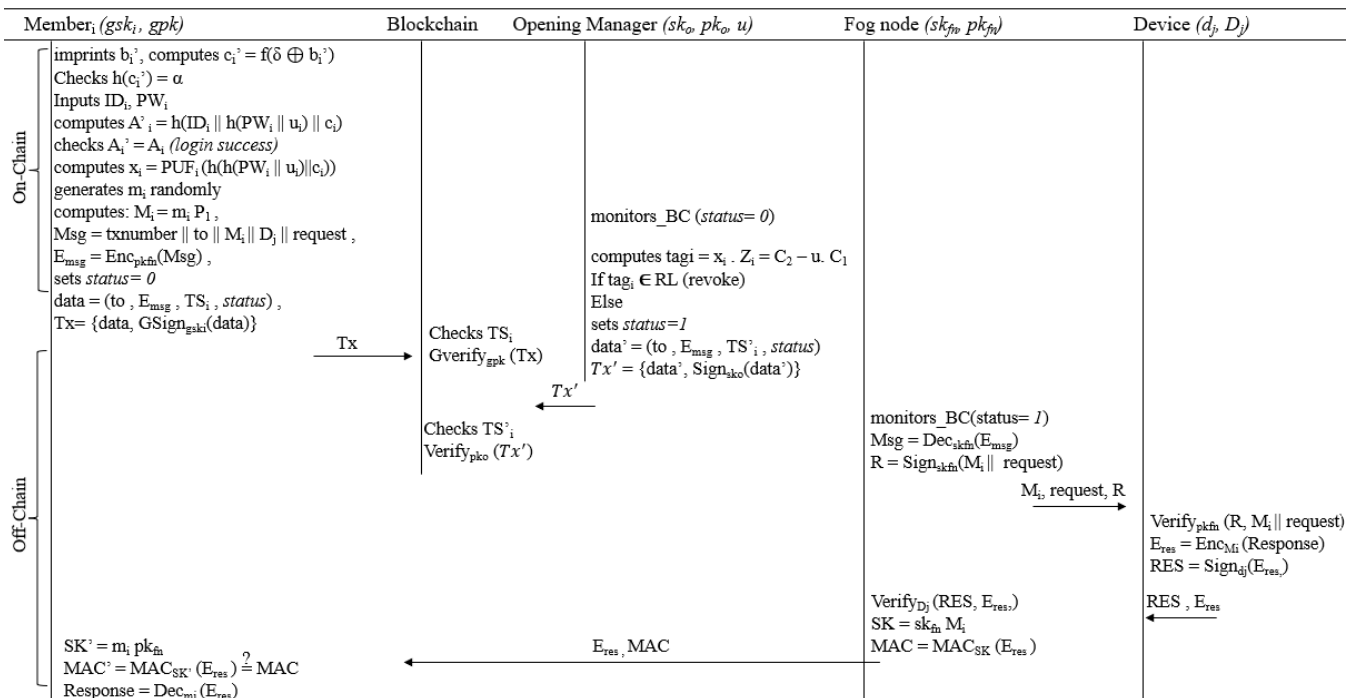 Member_i (gsk_i, gpk)
Blockchain
Opening Manager (sk_o, pk_o, u)
Fog node (sk_fn, pk_fn)
Device (d_j, D_j)
On-Chain
imprints b_i', computes c_i' = f(δ ⊕ b_i')
Checks h(c_i') = α
Inputs ID_i, PW_i
computes A'_i = h(ID_i || h(PW_i || u_i) || c_i)
checks A_i' = A_i (login success)
computes x_i = PUF_i (h(h(PW_i || u_i)||c_i))
generates m_i randomly
computes: M_i = m_i P_1 ,
Msg = txnumber || to || M_i || D_j || request ,
E_msg = Enc_pkfn(Msg) ,
sets status= 0
data = (to , E_msg , TS_i , status) ,
Tx= {data, GSign_gski(data)}
Tx
Checks TS_i
Gverify_gpk (Tx)
monitors_BC (status= 0)
computes tagi = x_i . Z_i = C_2 – u. C_1
If tag_i ∈ RL (revoke)
Else
sets status=1
data' = (to , E_msg , TS'_i , status)
Tx' = {data', Sign_sko(data')}
Tx'
Checks TS'_i
Verify_pko (Tx')
Off-Chain
monitors_BC(status= 1)
Msg = Dec_skfn(E_msg)
R = Sign_skfn(M_i || request)
M_i, request, R
Verify_pkfn (R, M_i || request)
E_res = Enc_Mi (Response)
RES = Sign_dj(E_res,)
RES , E_res
Verify_Dj (RES, E_res,)
SK = sk_fn M_i
MAC = MAC_SK (E_res)
E_res , MAC
SK' = m_i pk_fn
MAC' = MAC_SK' (E_res) ≟ MAC
Response = Dec_mi (E_res)